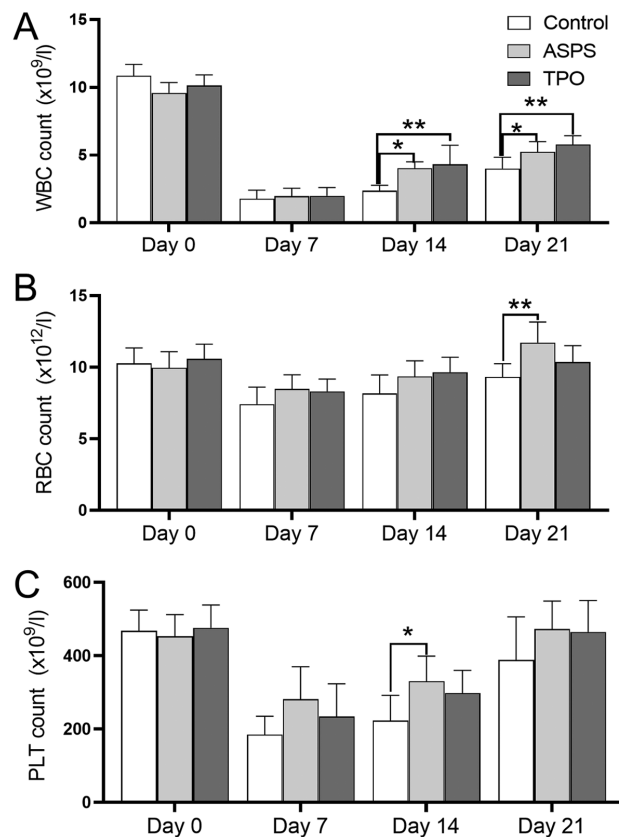 A
WBC count (x10⁹/l)
15
10
5
0
Control
ASPS
TPO
**
*
**
*
Day 0 Day 7 Day 14 Day 21
B
RBC count (x10¹²/l)
15
10
5
0
**
Day 0 Day 7 Day 14 Day 21
C
PLT count (x10⁹/l)
600
400
200
0
*
Day 0 Day 7 Day 14 Day 21